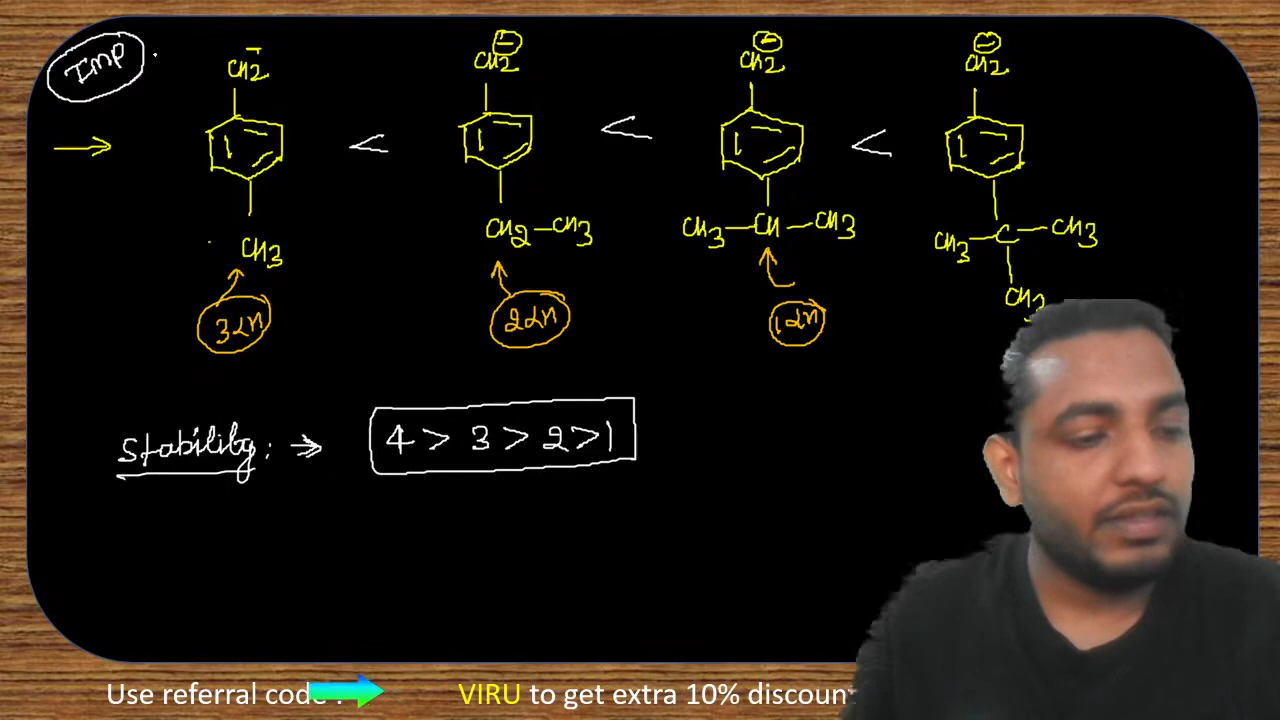 Imp
CH2- CH2⊖ CH2⊖ CH2⊖
→ < < <
CH3 CH2-CH3 CH3-CH-CH3 CH3-C-CH3
CH3
3αH 2αH 1αH
Stability: → 4 > 3 > 2 > 1
Use referral code : VIRU to get extra 10% discount